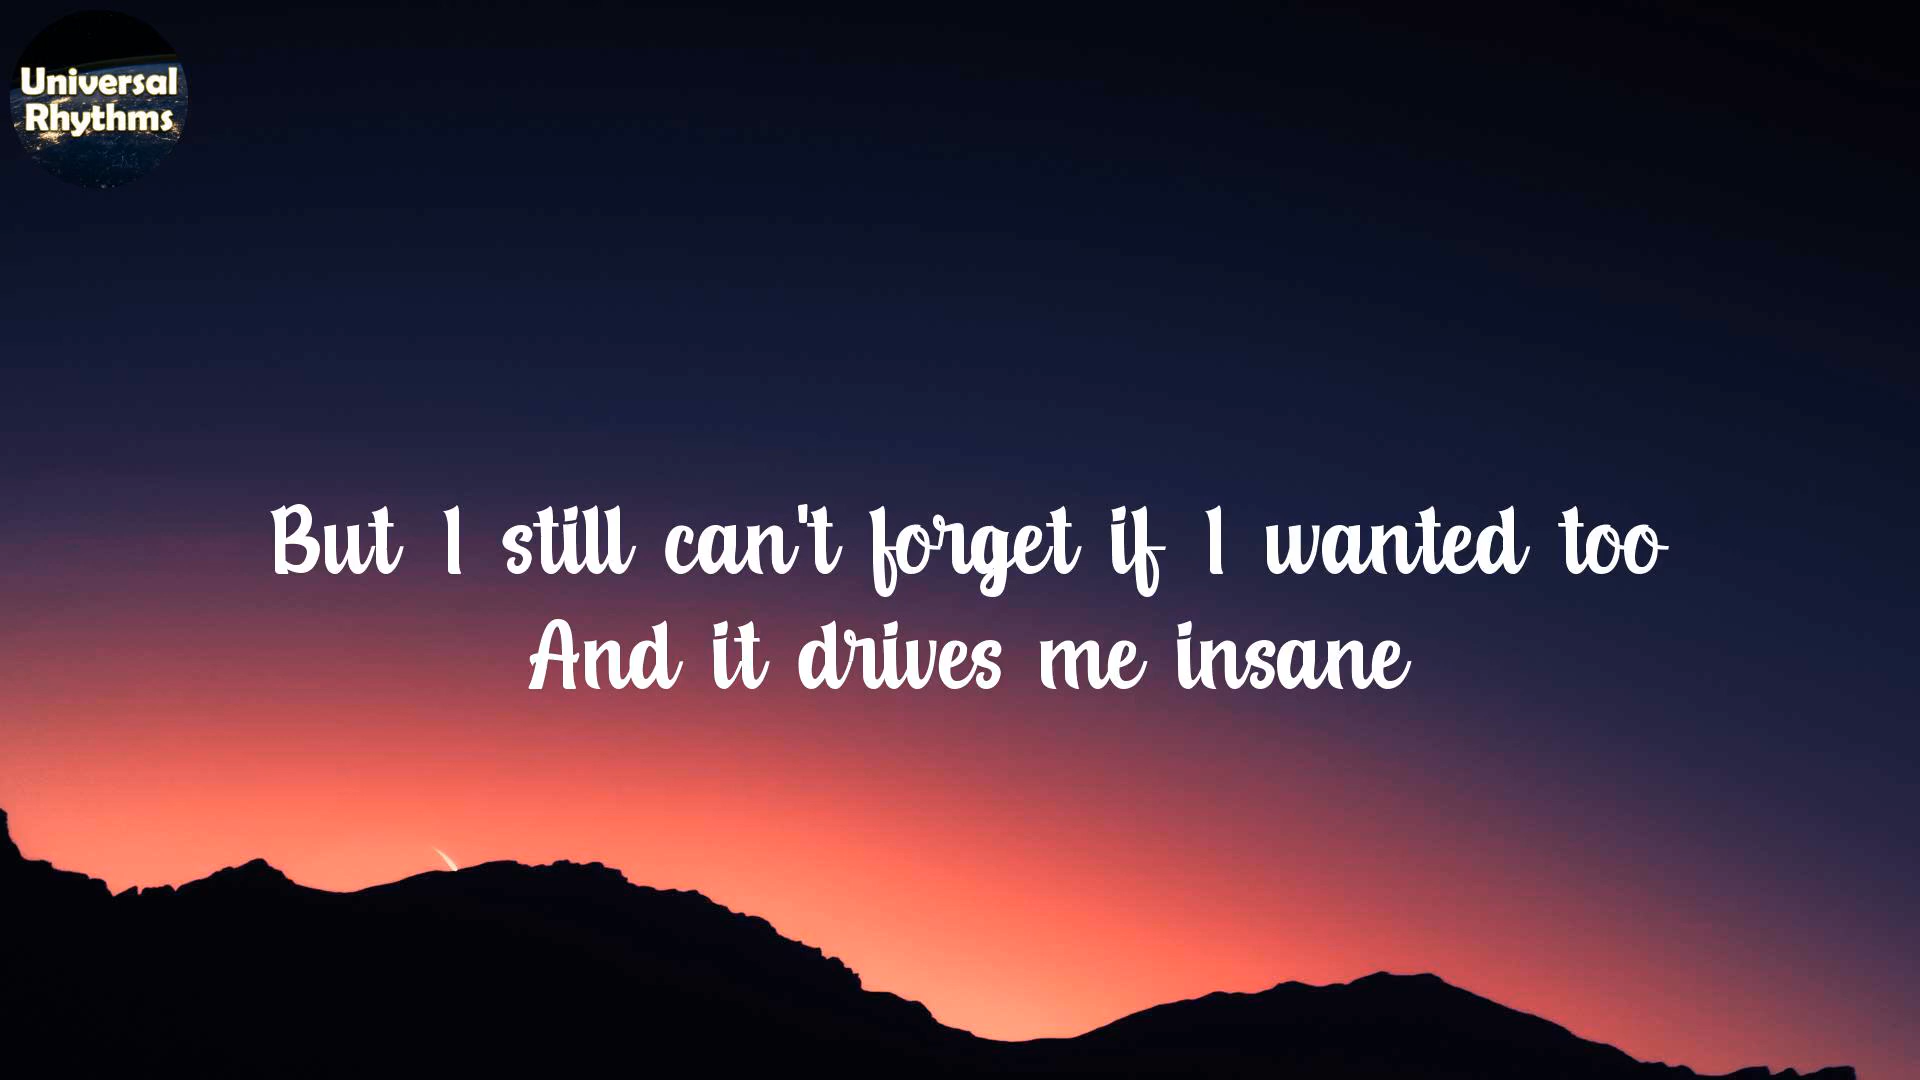 Universal
Rhythms
But I still can't forget if I wanted too
And it drives me insane